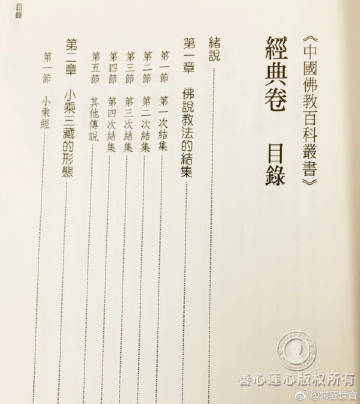 《中國佛教百科叢書》
經典卷 目錄
緒說
第一章 佛說教法的結集
第一節 第一次結集
第二節 第二次結集
第三節 第三次結集
第四節 第四次結集
第五節 其他傳說
第二章 小乘三藏的形態
第一節 小乘經
目錄
善心蓮心版权所有